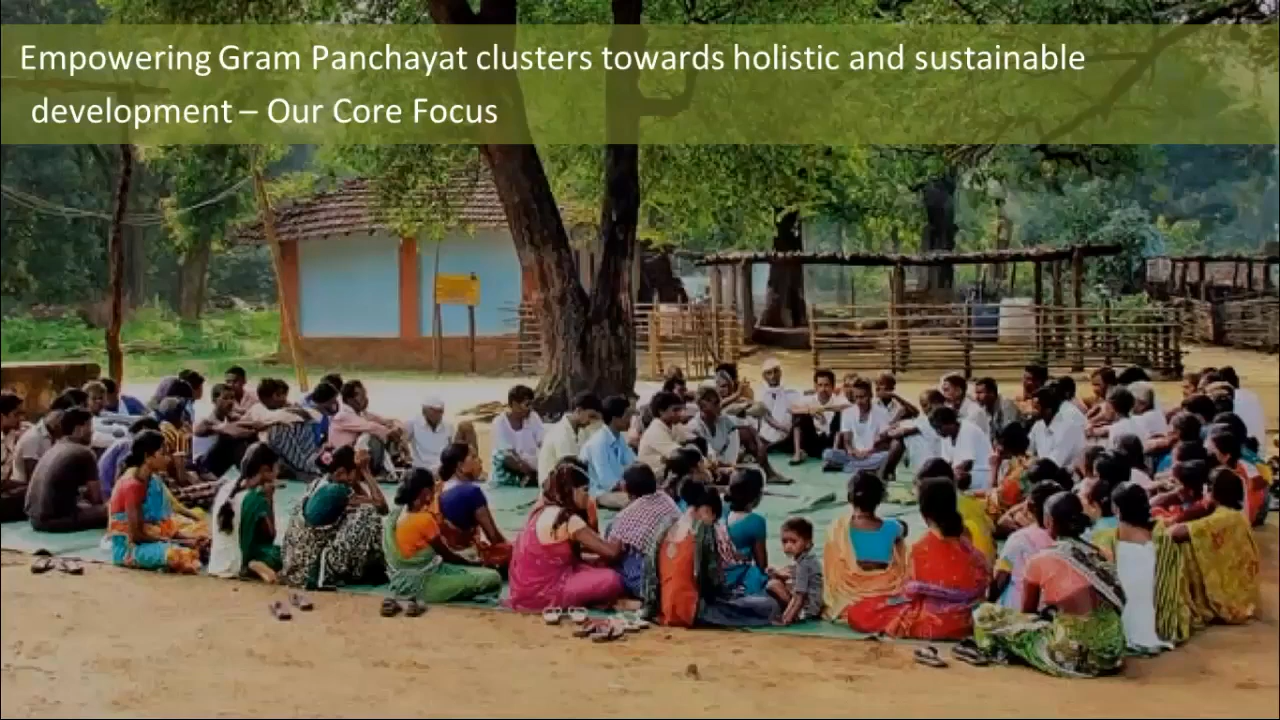 Empowering Gram Panchayat clusters towards holistic and sustainable
development – Our Core Focus